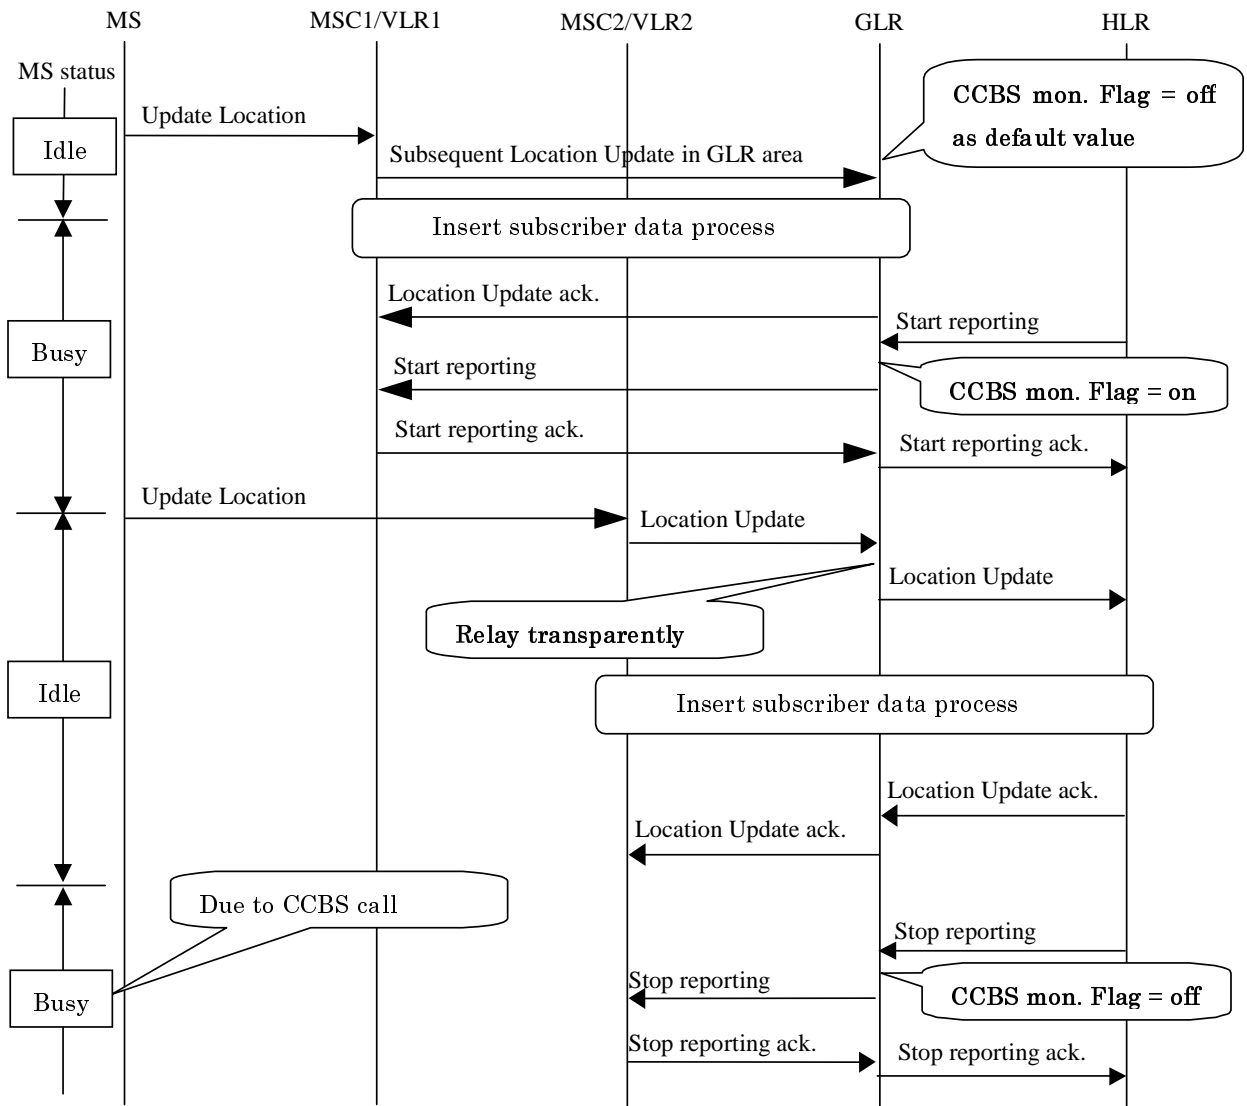 MS
MSC1/VLR1
MSC2/VLR2
GLR
HLR
MS status
CCBS mon. Flag = off
as default value
Update Location
Idle
Subsequent Location Update in GLR area
Insert subscriber data process
Location Update ack.
Start reporting
Busy
Start reporting
CCBS mon. Flag = on
Start reporting ack.
Start reporting ack.
Update Location
Location Update
Location Update
Relay transparently
Idle
Insert subscriber data process
Location Update ack.
Location Update ack.
Due to CCBS call
Stop reporting
Stop reporting
CCBS mon. Flag = off
Busy
Stop reporting ack.
Stop reporting ack.